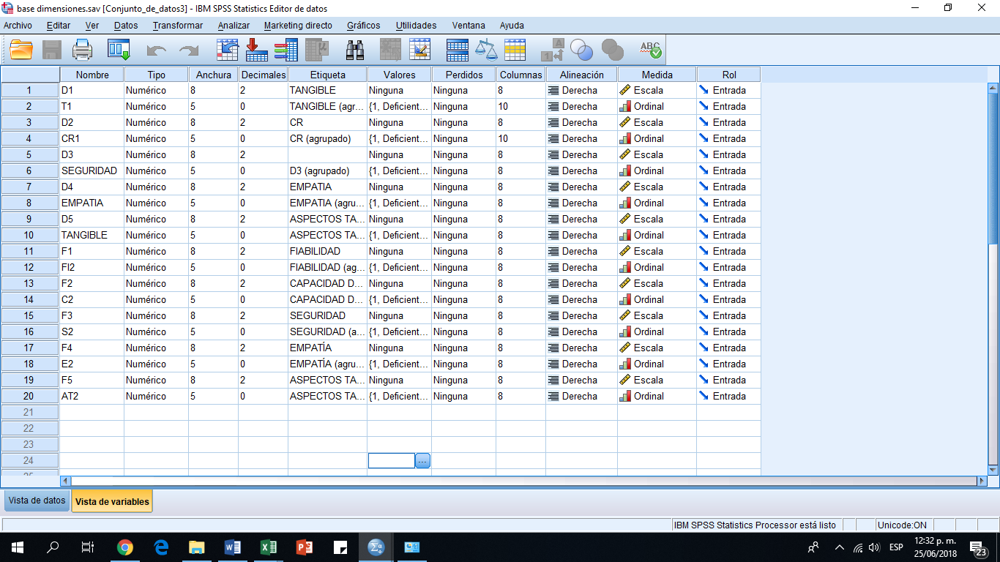 base dimensiones.sav [Conjunto_de_datos3] - IBM SPSS Statistics Editor de datos
Archivo Editar Ver Datos Transformar Analizar Marketing directo Gráficos Utilidades Ventana Ayuda
Nombre Tipo Anchura Decimales Etiqueta Valores Perdidos Columnas Alineación Medida Rol
1 D1 Numérico 8 2 TANGIBLE Ninguna Ninguna 8 Derecha Escala Entrada
2 T1 Numérico 5 0 TANGIBLE (agr... {1, Deficient... Ninguna 10 Derecha Ordinal Entrada
3 D2 Numérico 8 2 CR Ninguna Ninguna 8 Derecha Escala Entrada
4 CR1 Numérico 5 0 CR (agrupado) {1, Deficient... Ninguna 10 Derecha Ordinal Entrada
5 D3 Numérico 8 2 Ninguna Ninguna 8 Derecha Escala Entrada
6 SEGURIDAD Numérico 5 0 D3 (agrupado) {1, Deficient... Ninguna 8 Derecha Ordinal Entrada
7 D4 Numérico 8 2 EMPATIA Ninguna Ninguna 8 Derecha Escala Entrada
8 EMPATIA Numérico 5 0 EMPATIA (agru... {1, Deficient... Ninguna 8 Derecha Ordinal Entrada
9 D5 Numérico 8 2 ASPECTOS TA... Ninguna Ninguna 8 Derecha Escala Entrada
10 TANGIBLE Numérico 5 0 ASPECTOS TA... {1, Deficient... Ninguna 8 Derecha Ordinal Entrada
11 F1 Numérico 8 2 FIABILIDAD Ninguna Ninguna 8 Derecha Escala Entrada
12 FI2 Numérico 5 0 FIABILIDAD (ag... {1, Deficient... Ninguna 8 Derecha Ordinal Entrada
13 F2 Numérico 8 2 CAPACIDAD D... Ninguna Ninguna 8 Derecha Escala Entrada
14 C2 Numérico 5 0 CAPACIDAD D... {1, Deficient... Ninguna 8 Derecha Ordinal Entrada
15 F3 Numérico 8 2 SEGURIDAD Ninguna Ninguna 8 Derecha Escala Entrada
16 S2 Numérico 5 0 SEGURIDAD (a... {1, Deficient... Ninguna 8 Derecha Ordinal Entrada
17 F4 Numérico 8 2 EMPATÍA Ninguna Ninguna 8 Derecha Escala Entrada
18 E2 Numérico 5 0 EMPATÍA (agru... {1, Deficient... Ninguna 8 Derecha Ordinal Entrada
19 F5 Numérico 8 2 ASPECTOS TA... Ninguna Ninguna 8 Derecha Escala Entrada
20 AT2 Numérico 5 0 ASPECTOS TA... {1, Deficient... Ninguna 8 Derecha Ordinal Entrada
21
22
23
24 ...
Vista de datos Vista de variables
IBM SPSS Statistics Processor está listo Unicode:ON
ESP 12:32 p. m.
25/06/2018 23